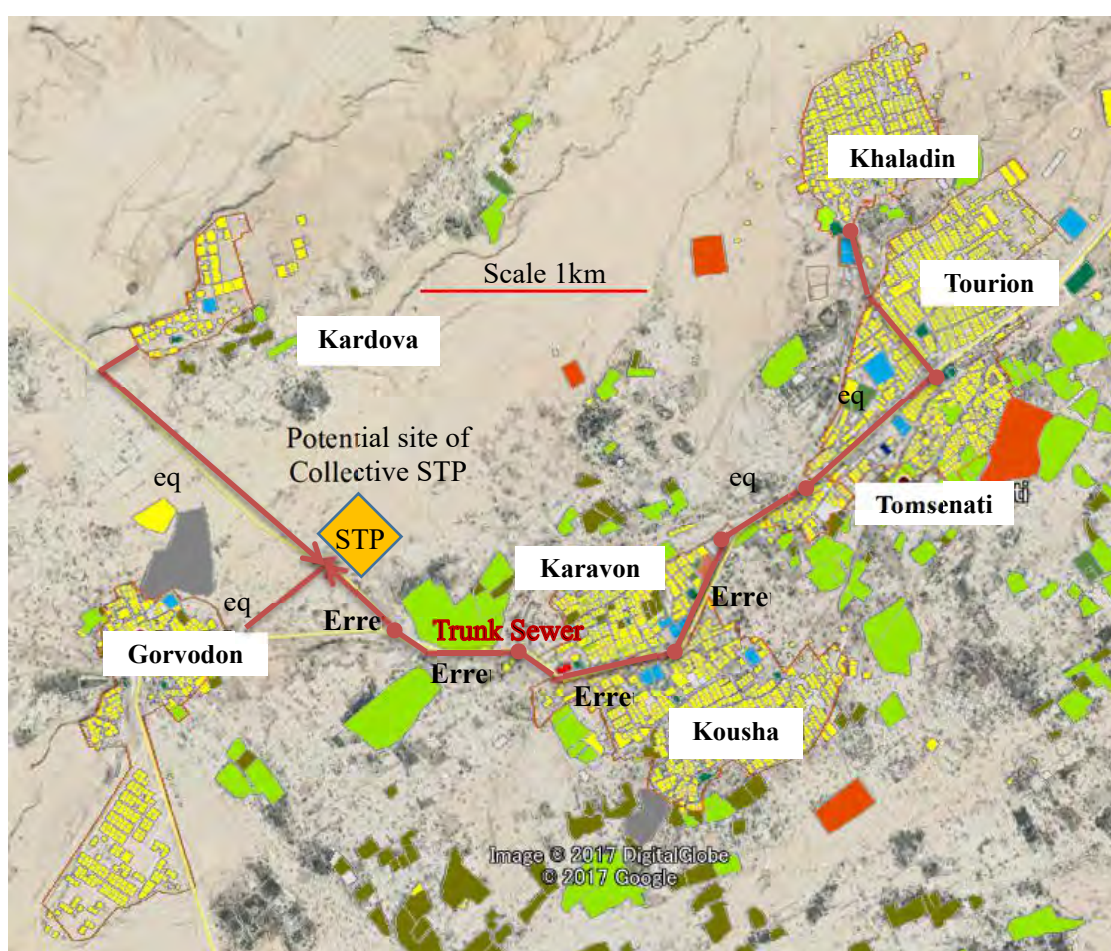 Khaladin
Scale 1km
Tourion
Kardova
eq
Potential site of
Collective STP
eq
eq
STP
Tomsenati
ti
Karavon
Erre
eq
Erre
Trunk Sewer
Gorvodon
Erre
Erre
Kousha
Image © 2017 DigitalGlobe
© 2017 Google